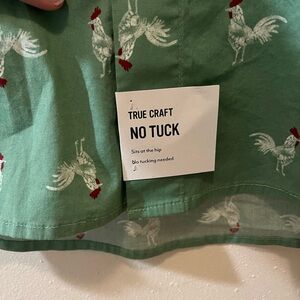 TRUE CRAFT
NO TUCK
Sits at the hip
No tucking needed